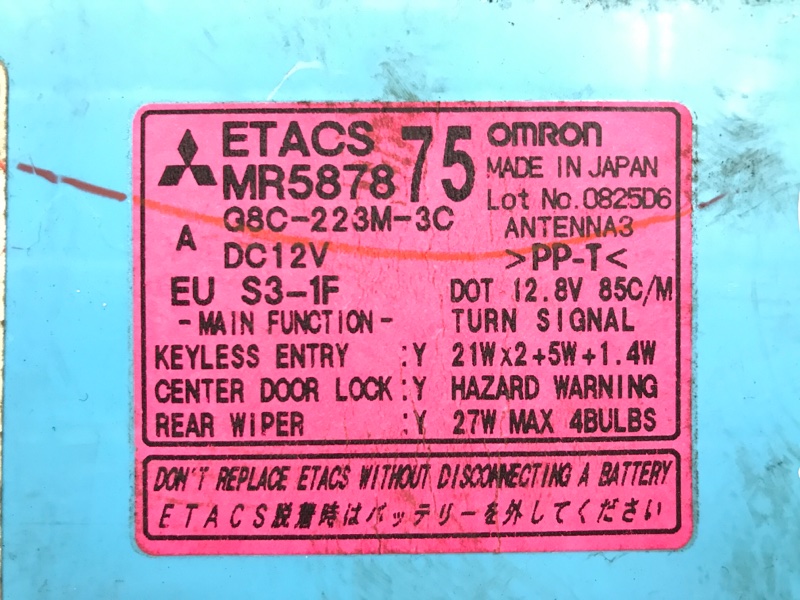 ETACS 75 OMRON
MR5878 MADE IN JAPAN
Lot No. 0825D6
A G8C-223M-3C ANTENNA3
DC12V >PP-T<
EU S3-1F DOT 12.8V 85C/M
-MAIN FUNCTION- TURN SIGNAL
KEYLESS ENTRY :Y 21Wx2+5W+1.4W
CENTER DOOR LOCK:Y HAZARD WARNING
REAR WIPER :Y 27W MAX 4BULBS
DON'T REPLACE ETACS WITHOUT DISCONNECTING A BATTERY
ETACS脱着時はバッテリーを外してください